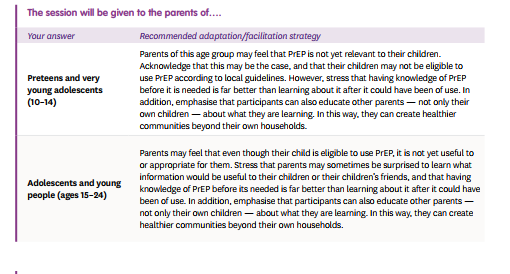 The session will be given to the parents of….
Your answer
Recommended adaptation/facilitation strategy
Preteens and very
young adolescents
(10–14)
Parents of this age group may feel that PrEP is not yet relevant to their children.
Acknowledge that this may be the case, and that their children may not be eligible to
use PrEP according to local guidelines. However, stress that having knowledge of PrEP
before it is needed is far better than learning about it after it could have been of use. In
addition, emphasise that participants can also educate other parents — not only their
own children — about what they are learning. In this way, they can create healthier
communities beyond their own households.
Adolescents and young
people (ages 15–24)
Parents may feel that even though their child is eligible to use PrEP, it is not yet useful to
or appropriate for them. Stress that parents may sometimes be surprised to learn what
information would be useful to their children or their children's friends, and that having
knowledge of PrEP before its needed is far better than learning about it after it could have
been of use. In addition, emphasise that participants can also educate other parents —
not only their own children — about what they are learning. In this way, they can create
healthier communities beyond their own households.